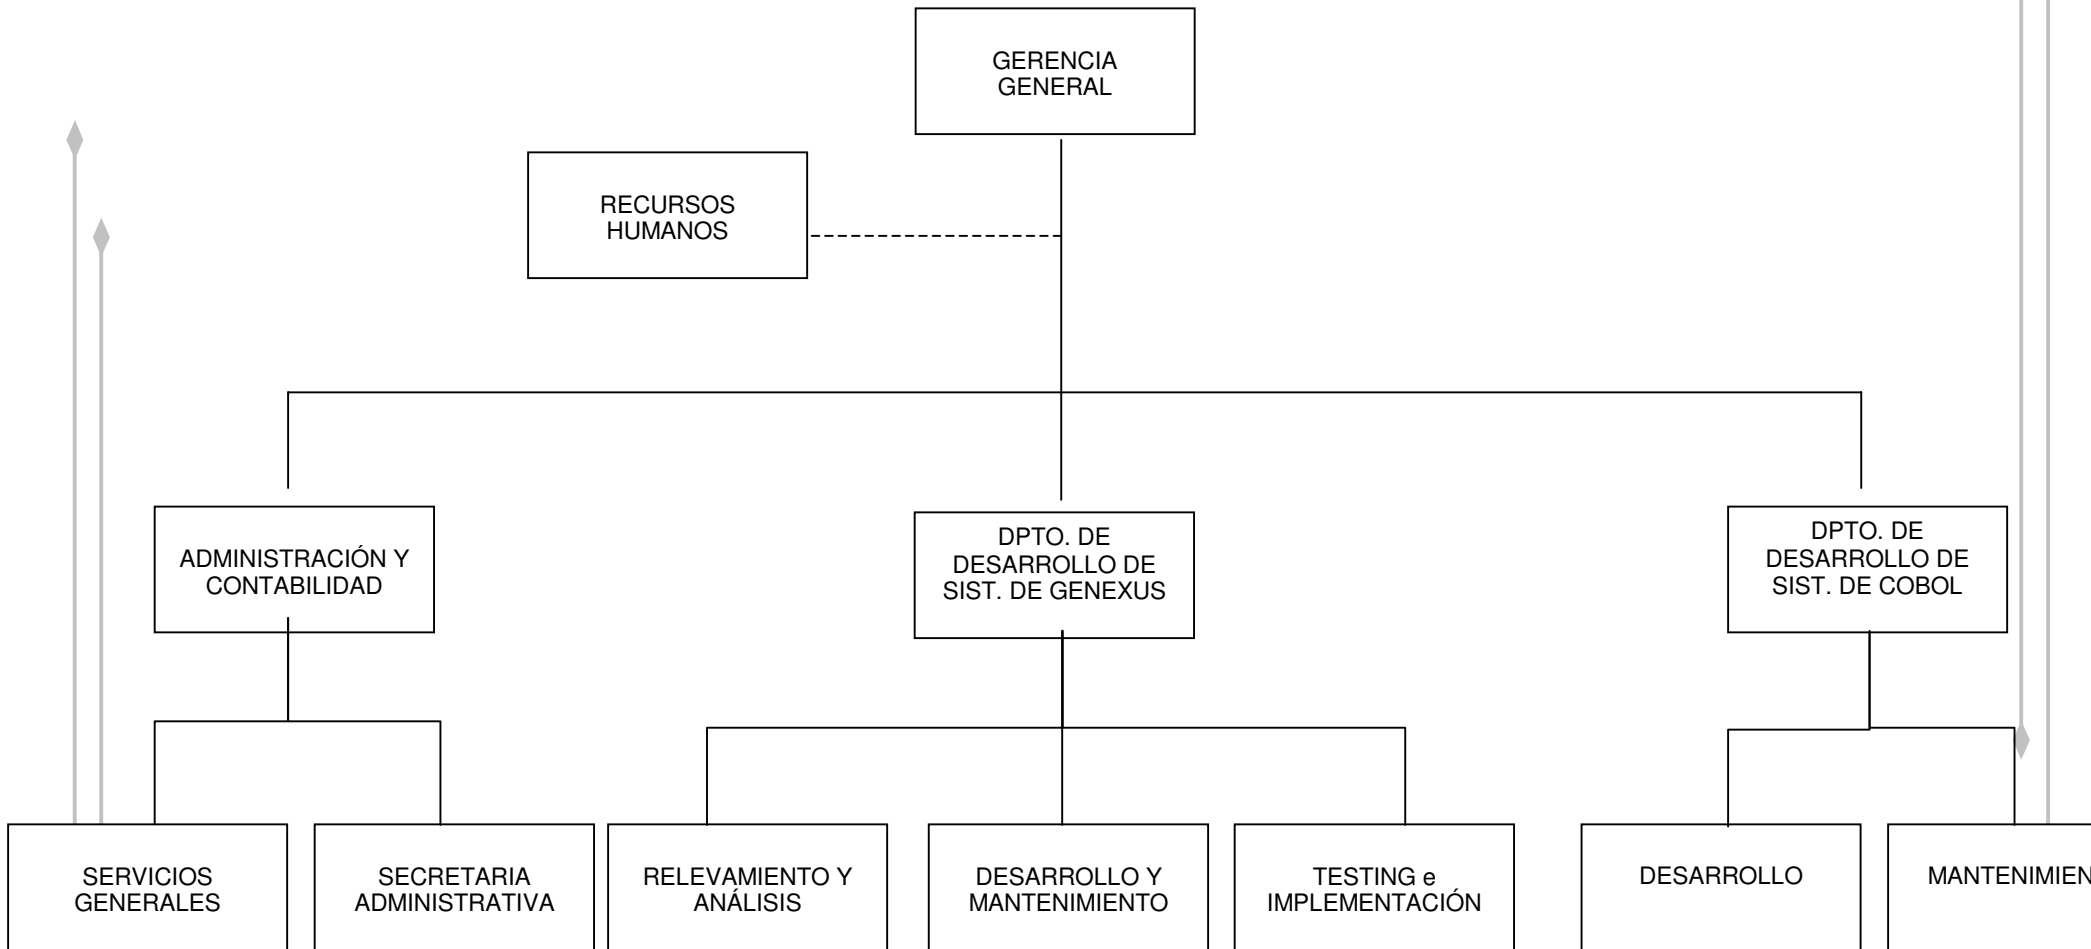 GERENCIA
GENERAL
RECURSOS
HUMANOS
ADMINISTRACIÓN Y
CONTABILIDAD
DPTO. DE
DESARROLLO DE
SIST. DE GENEXUS
DPTO. DE
DESARROLLO DE
SIST. DE COBOL
SERVICIOS
GENERALES
SECRETARIA
ADMINISTRATIVA
RELEVAMIENTO Y
ANÁLISIS
DESARROLLO Y
MANTENIMIENTO
TESTING e
IMPLEMENTACIÓN
DESARROLLO
MANTENIMIEN